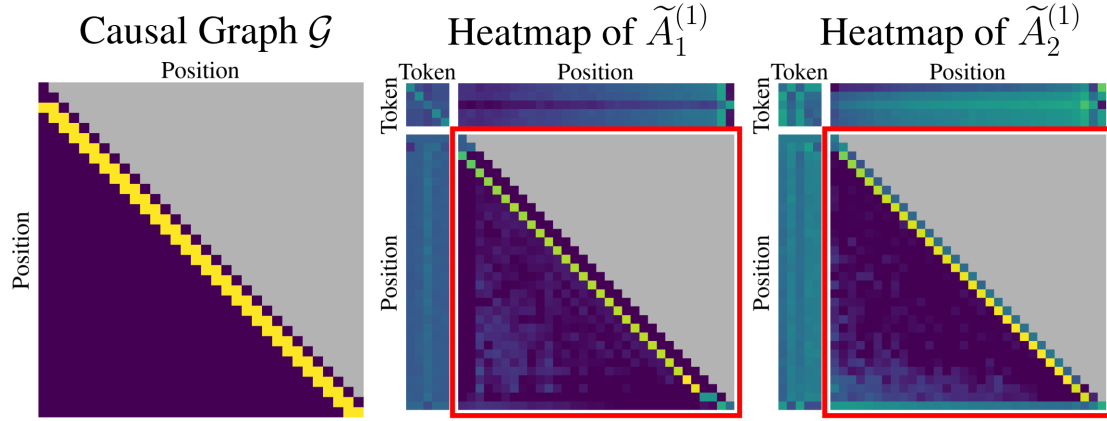 Causal Graph 𝒢
Position
Position
Heatmap of Ã₁⁽¹⁾
Token
Position
Token
Position
Heatmap of Ã₂⁽¹⁾
Token
Position
Token
Position